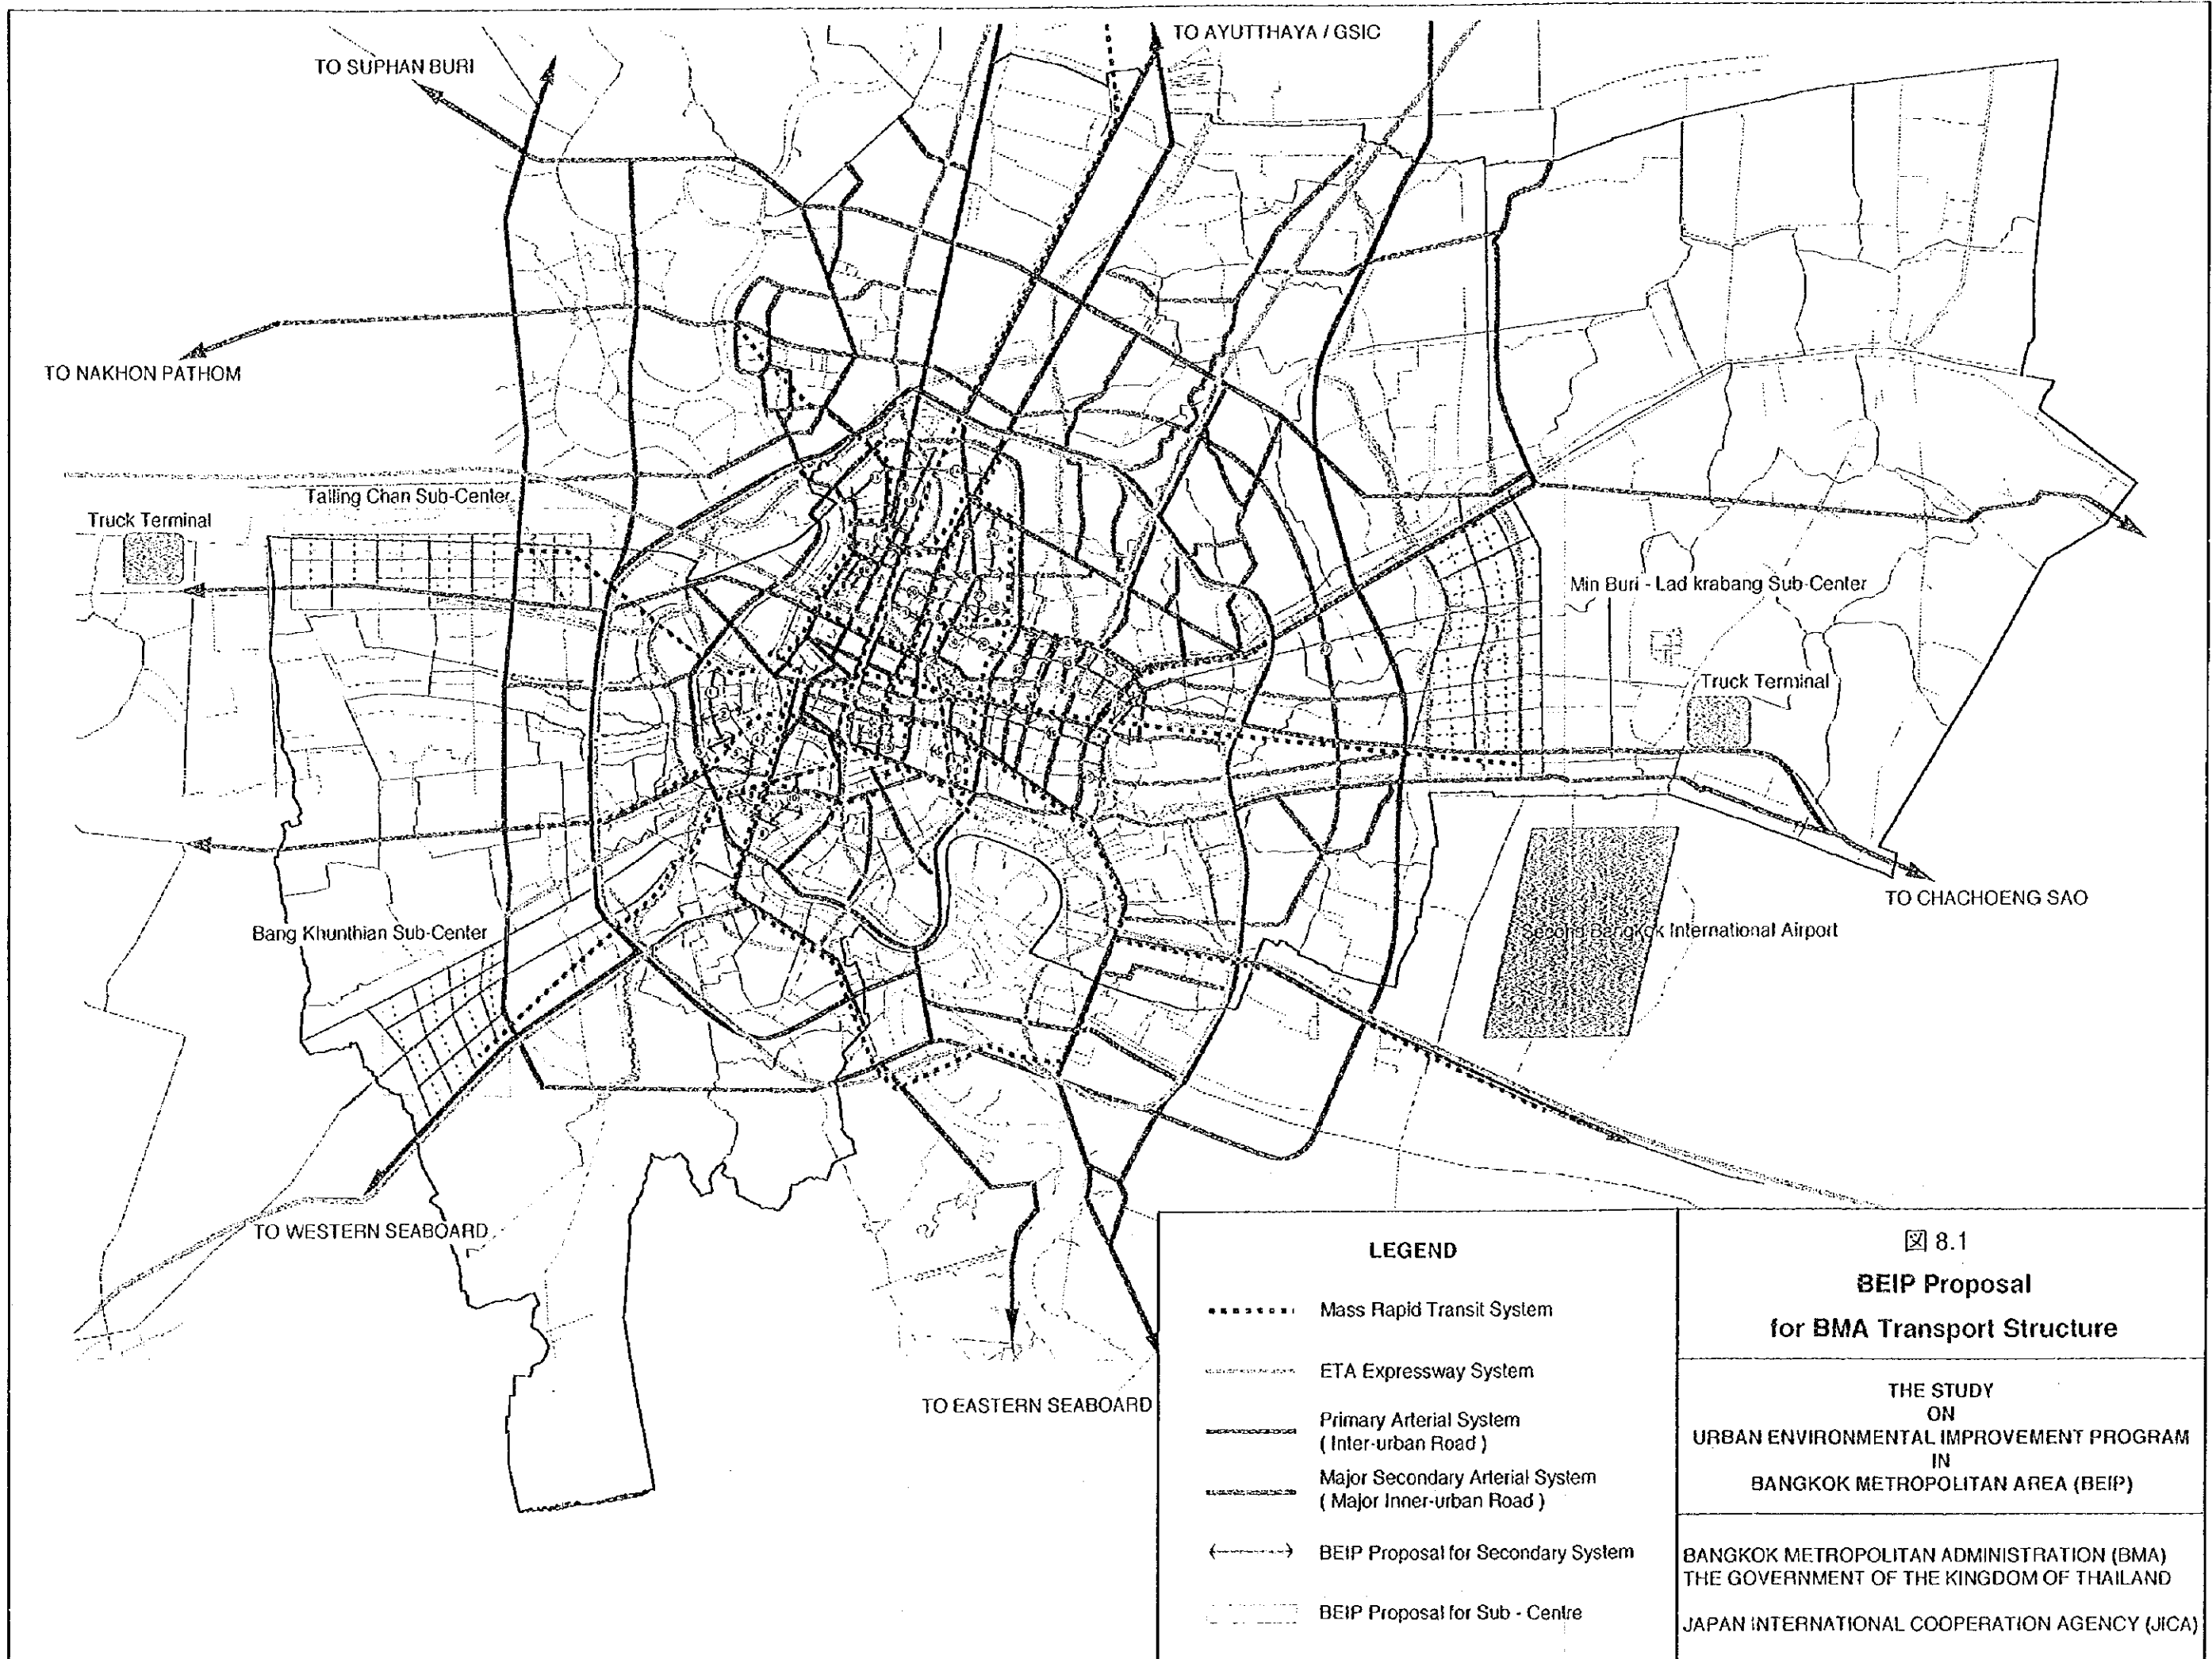 TO AYUTTHAYA / GSIC
TO SUPHAN BURI
TO NAKHON PATHOM
Talling Chan Sub-Center
Truck Terminal
Min Buri - Lad krabang Sub-Center
Truck Terminal
TO CHACHOENG SAO
Bang Khunthian Sub-Center
Second Bangkok International Airport
TO WESTERN SEABOARD
TO EASTERN SEABOARD
LEGEND
Mass Rapid Transit System
ETA Expressway System
Primary Arterial System
( Inter-urban Road )
Major Secondary Arterial System
( Major Inner-urban Road )
BEIP Proposal for Secondary System
BEIP Proposal for Sub - Centre
図 8.1
BEIP Proposal
for BMA Transport Structure
THE STUDY
ON
URBAN ENVIRONMENTAL IMPROVEMENT PROGRAM
IN
BANGKOK METROPOLITAN AREA (BEIP)
BANGKOK METROPOLITAN ADMINISTRATION (BMA)
THE GOVERNMENT OF THE KINGDOM OF THAILAND
JAPAN INTERNATIONAL COOPERATION AGENCY (JICA)